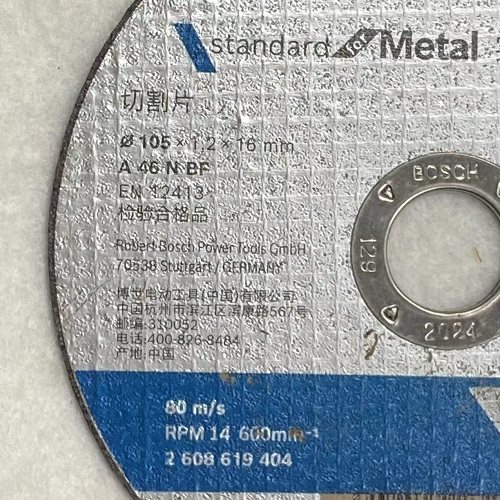 standard for Metal
切割片
Ø 105 × 1,2 × 16 mm
A 46 N BF
EN 12413
检验合格品
Robert Bosch Power Tools GmbH
70538 Stuttgart / GERMANY
博世电动工具(中国)有限公司
中国杭州市滨江区滨康路567号
邮编:310052
电话:400-826-8484
产地:中国
BOSCH
129
2024
80 m/s
RPM 14 600min⁻¹
2 608 619 404